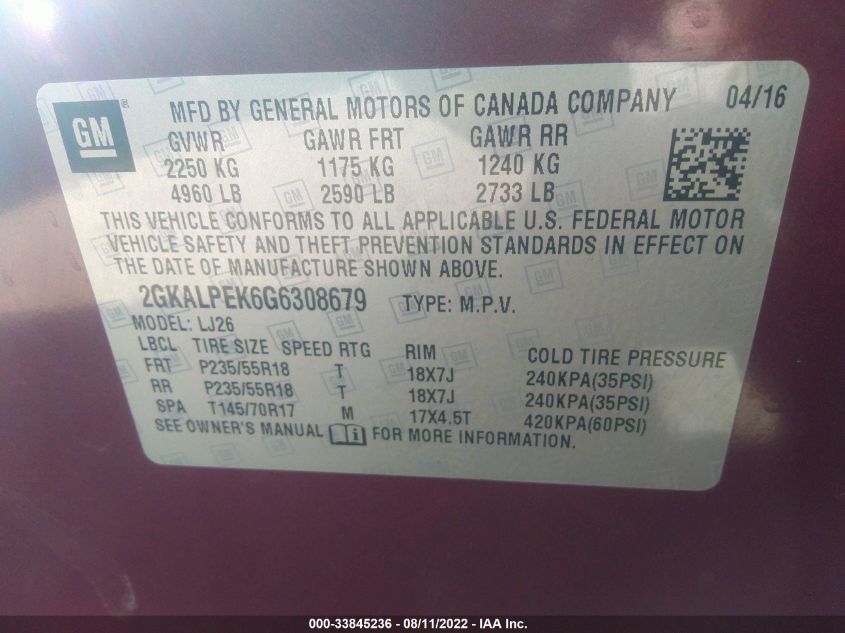 GM ® MFD BY GENERAL MOTORS OF CANADA COMPANY 04/16
GVWR GAWR FRT GAWR RR
2250 KG 1175 KG 1240 KG
4960 LB 2590 LB 2733 LB
THIS VEHICLE CONFORMS TO ALL APPLICABLE U.S. FEDERAL MOTOR
VEHICLE SAFETY AND THEFT PREVENTION STANDARDS IN EFFECT ON
THE DATE OF MANUFACTURE SHOWN ABOVE.
2GKALPEK6G6308679 TYPE: M.P.V.
MODEL: LJ26
LBCL TIRE SIZE SPEED RTG RIM COLD TIRE PRESSURE
FRT P235/55R18 T 18X7J 240KPA(35PSI)
RR P235/55R18 T 18X7J 240KPA(35PSI)
SPA T145/70R17 M 17X4.5T 420KPA(60PSI)
SEE OWNER'S MANUAL FOR MORE INFORMATION.
000-33845236 - 08/11/2022 - IAA Inc.